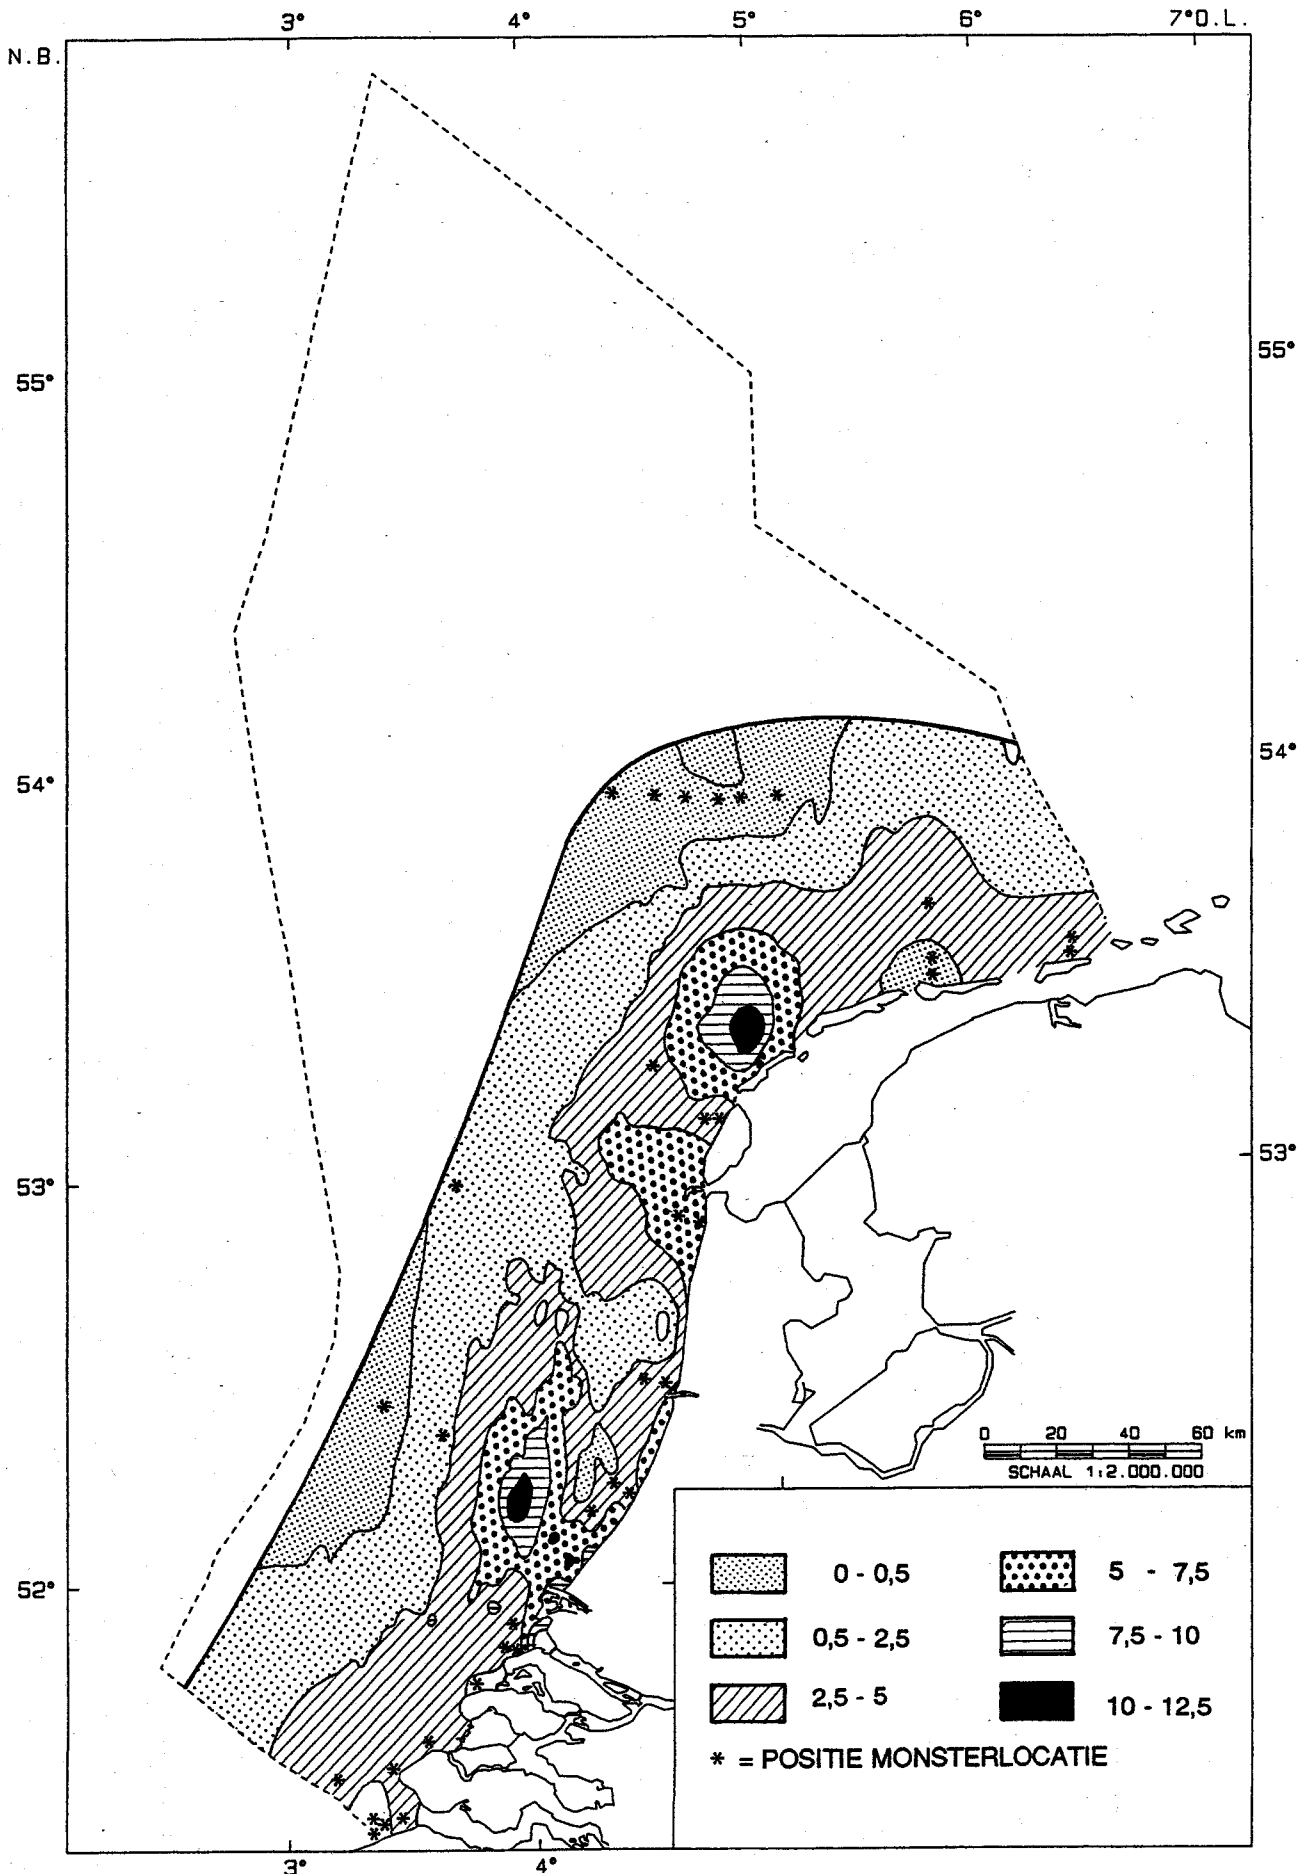 3° 4° 5° 6° 7°O.L.
N.B.
55° 55°
54° 54°
53° 53°
0 20 40 60 km
SCHAAL 1:2.000.000
52°
0 - 0,5 5 - 7,5
0,5 - 2,5 7,5 - 10
2,5 - 5 10 - 12,5
* = POSITIE MONSTERLOCATIE
3° 4°